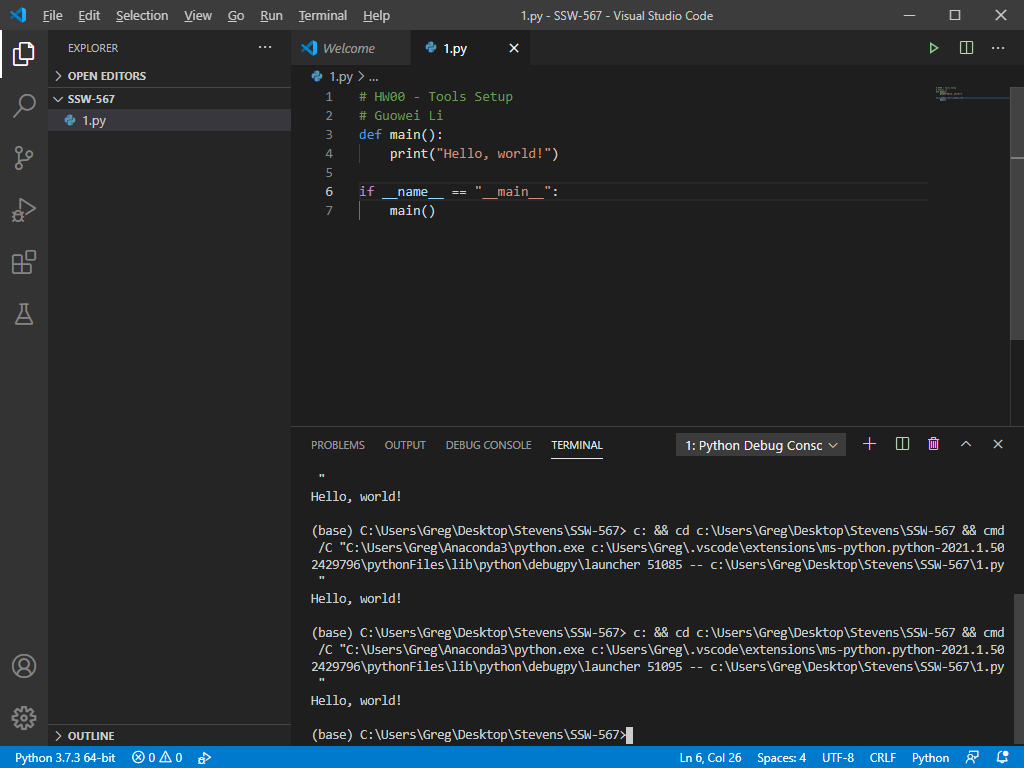 File Edit Selection View Go Run Terminal Help 1.py - SSW-567 - Visual Studio Code
EXPLORER
OPEN EDITORS
SSW-567
1.py
Welcome 1.py
1.py > ...
1 # HW00 - Tools Setup
2 # Guowei Li
3 def main():
4     print("Hello, world!")
5
6 if __name__ == "__main__":
7     main()
PROBLEMS OUTPUT DEBUG CONSOLE TERMINAL 1: Python Debug Consc
"
Hello, world!
(base) C:\Users\Greg\Desktop\Stevens\SSW-567> c: && cd c:\Users\Greg\Desktop\Stevens\SSW-567 && cmd
/C "C:\Users\Greg\Anaconda3\python.exe c:\Users\Greg\.vscode\extensions\ms-python.python-2021.1.50
2429796\pythonFiles\lib\python\debugpy\launcher 51085 -- c:\Users\Greg\Desktop\Stevens\SSW-567\1.py
"
Hello, world!
(base) C:\Users\Greg\Desktop\Stevens\SSW-567> c: && cd c:\Users\Greg\Desktop\Stevens\SSW-567 && cmd
/C "C:\Users\Greg\Anaconda3\python.exe c:\Users\Greg\.vscode\extensions\ms-python.python-2021.1.50
2429796\pythonFiles\lib\python\debugpy\launcher 51095 -- c:\Users\Greg\Desktop\Stevens\SSW-567\1.py
"
Hello, world!
(base) C:\Users\Greg\Desktop\Stevens\SSW-567>
OUTLINE
Python 3.7.3 64-bit 0 0 Ln 6, Col 26 Spaces: 4 UTF-8 CRLF Python